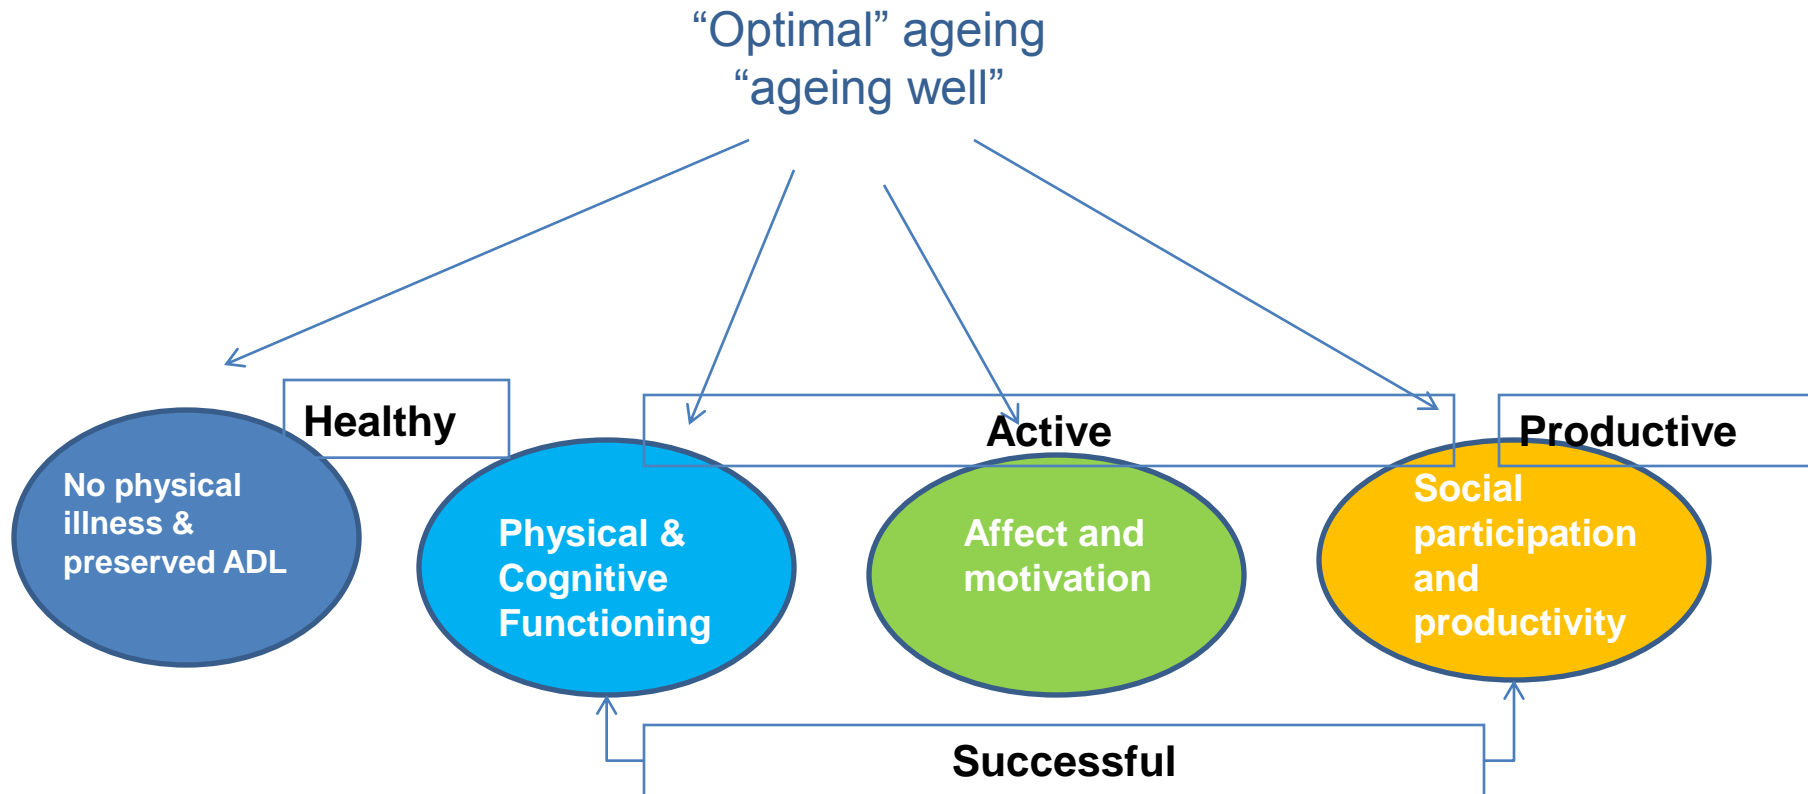 “Optimal” ageing
“ageing well”
Healthy
Active
Productive
No physical
illness &
preserved ADL
Physical &
Cognitive
Functioning
Affect and
motivation
Social
participation
and
productivity
Successful